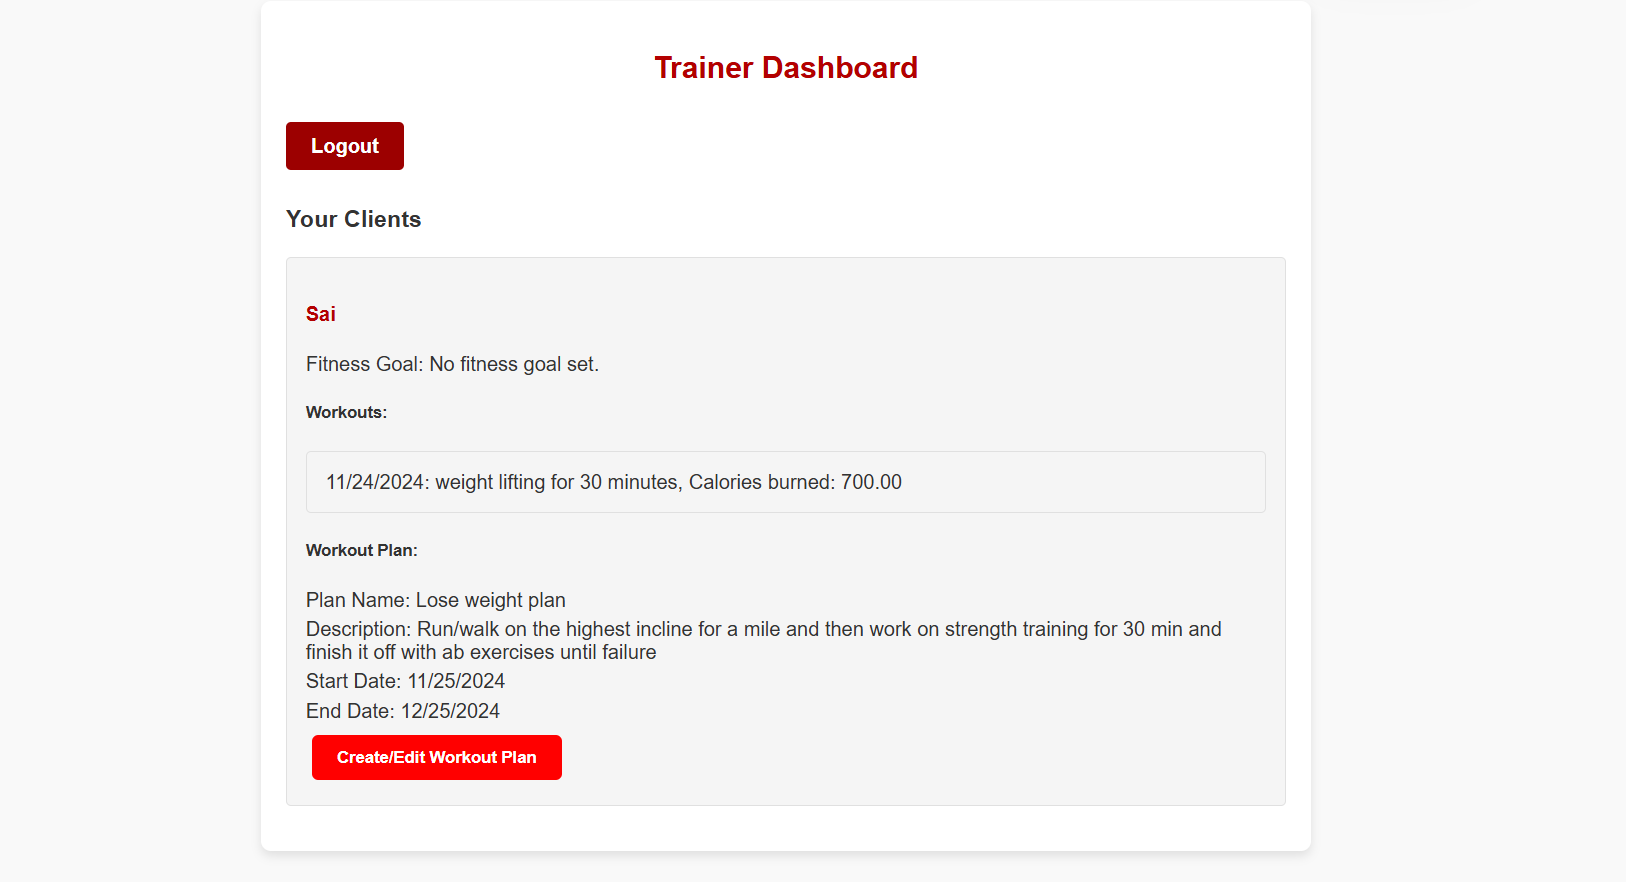 Trainer Dashboard
Logout
Your Clients
Sai
Fitness Goal: No fitness goal set.
Workouts:
11/24/2024: weight lifting for 30 minutes, Calories burned: 700.00
Workout Plan:
Plan Name: Lose weight plan
Description: Run/walk on the highest incline for a mile and then work on strength training for 30 min and
finish it off with ab exercises until failure
Start Date: 11/25/2024
End Date: 12/25/2024
Create/Edit Workout Plan